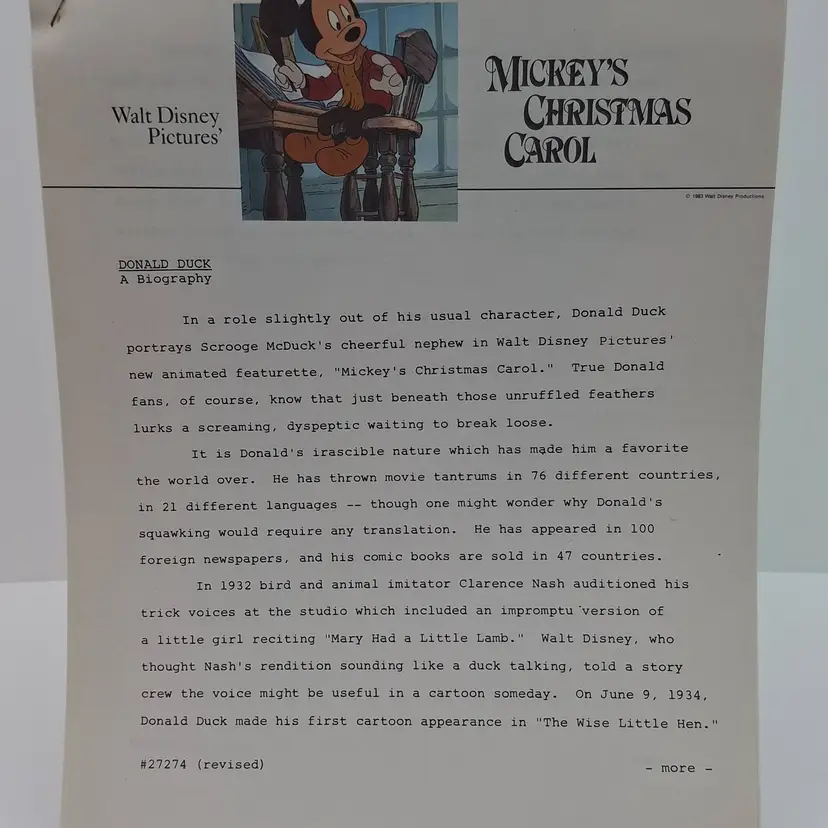 Walt Disney
Pictures'
MICKEY'S
CHRISTMAS
CAROL
© 1983 Walt Disney Productions
DONALD DUCK
A Biography
In a role slightly out of his usual character, Donald Duck
portrays Scrooge McDuck's cheerful nephew in Walt Disney Pictures'
new animated featurette, "Mickey's Christmas Carol." True Donald
fans, of course, know that just beneath those unruffled feathers
lurks a screaming, dyspeptic waiting to break loose.
It is Donald's irascible nature which has made him a favorite
the world over. He has thrown movie tantrums in 76 different countries,
in 21 different languages -- though one might wonder why Donald's
squawking would require any translation. He has appeared in 100
foreign newspapers, and his comic books are sold in 47 countries.
In 1932 bird and animal imitator Clarence Nash auditioned his
trick voices at the studio which included an impromptu version of
a little girl reciting "Mary Had a Little Lamb." Walt Disney, who
thought Nash's rendition sounding like a duck talking, told a story
crew the voice might be useful in a cartoon someday. On June 9, 1934,
Donald Duck made his first cartoon appearance in "The Wise Little Hen."
#27274 (revised)
- more -